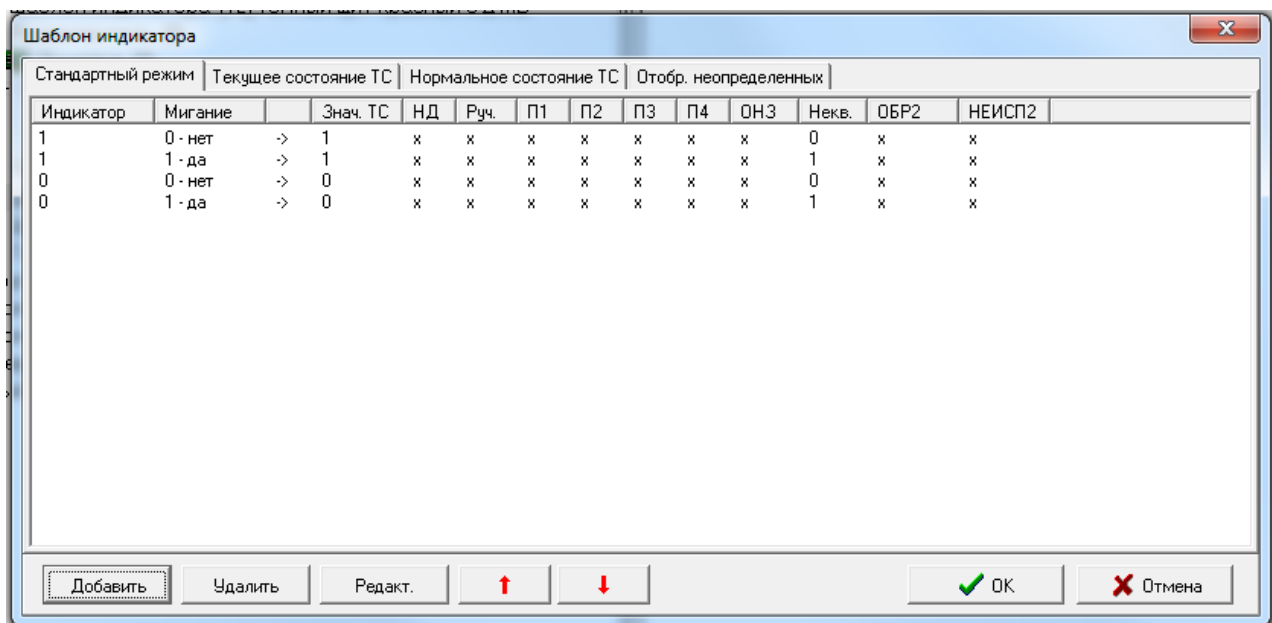 Шаблон индикатора
Стандартный режим Текущее состояние ТС Нормальное состояние ТС Отобр. неопределенных
Индикатор Мигание Знач. ТС НД Руч. П1 П2 П3 П4 ОНЗ Некв. ОБР2 НЕИСП2
1 0 - нет -> 1 x x x x x x x 0 x x
1 1 - да -> 1 x x x x x x x 1 x x
0 0 - нет -> 0 x x x x x x x 0 x x
0 1 - да -> 0 x x x x x x x 1 x x
Добавить Удалить Редакт. OK Отмена